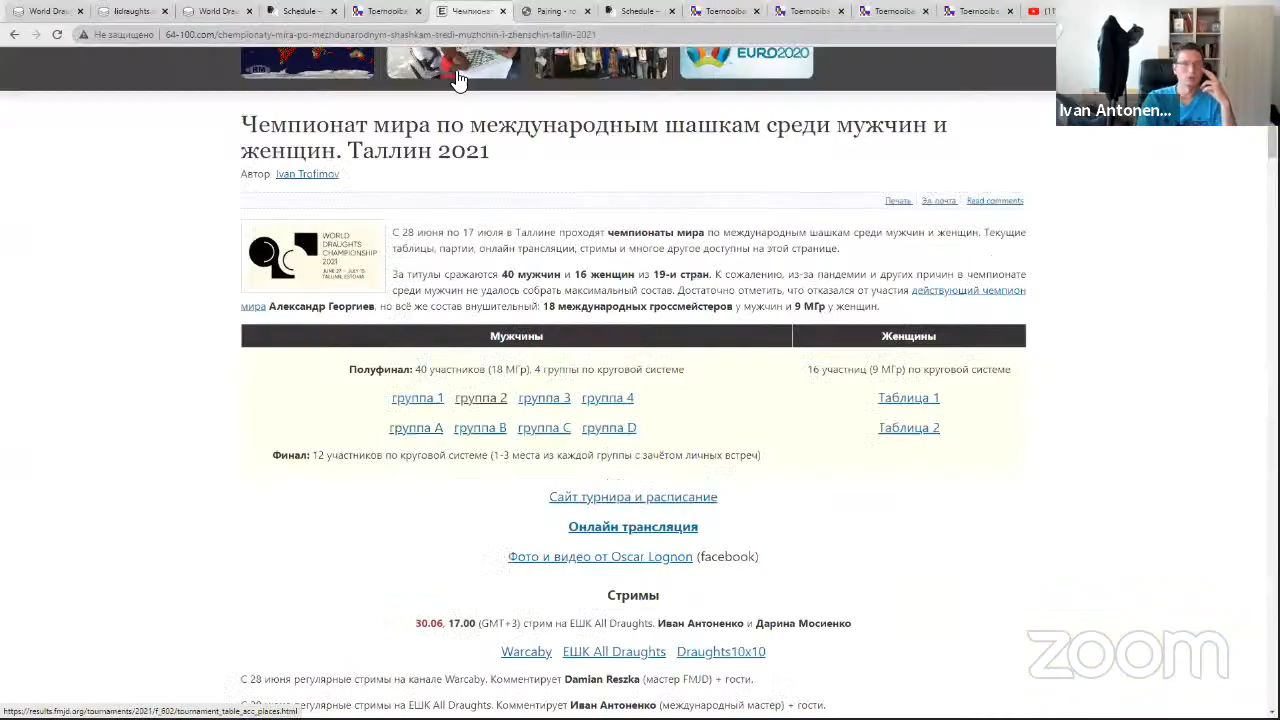 World Drau
lidraughts
World Drau
Schedule –
Toernooiba
Чемпионат
Pairing - ro
Schedule –
Toernooiba
Toernooiba
Toernooiba
Toernooiba
Не защищено | 64-100.com/chempionaty-mira-po-mezhdunarodnym-shashkam-sredi-muzhchin-i-zhenschin-tallin-2021
EURO2020
Ivan Antonen...
Чемпионат мира по международным шашкам среди мужчин и
женщин. Таллин 2021
Автор Ivan Trofimov
Печать Эл. почта Read comments
WORLD
DRAUGHTS
CHAMPIONSHIP
2021
TALLINN, ESTONIA
С 28 июня по 17 июля в Таллине проходят чемпионаты мира по международным шашкам среди мужчин и женщин. Текущие
таблицы, партии, онлайн трансляции, стримы и многое другое доступны на этой странице.
За титулы сражаются 40 мужчин и 16 женщин из 19-и стран. К сожалению, из-за пандемии и других причин в чемпионате
среди мужчин не удалось собрать максимальный состав. Достаточно отметить, что отказался от участия действующий чемпион
мира Александр Георгиев, но всё же состав внушительный: 18 международных гроссмейстеров у мужчин и 9 МГр у женщин.
Мужчины Женщины
Полуфинал: 40 участников (18 МГр), 4 группы по круговой системе 16 участниц (9 МГр) по круговой системе
группа 1 группа 2 группа 3 группа 4 Таблица 1
группа A группа B группа C группа D Таблица 2
Финал: 12 участников по круговой системе (1-3 места из каждой группы с зачётом личных встреч)
Сайт турнира и расписание
Онлайн трансляция
Фото и видео от Oscar Lognon (facebook)
Стримы
30.06, 17.00 (GMT+3) стрим на ЕШК All Draughts. Иван Антоненко и Дарина Мосиенко
Warcaby ЕШК All Draughts Draughts10x10
С 28 июня регулярные стримы на канале Warcaby. Комментирует Damian Reszka (мастер FMJD) + гости.
регулярные стримы на ЕШК All Draughts. Комментирует Иван Антоненко (международный мастер) + гости.
https://results.fmjd.org/tournaments/2021/f_602/tournament_table_acc_places.html
zoom